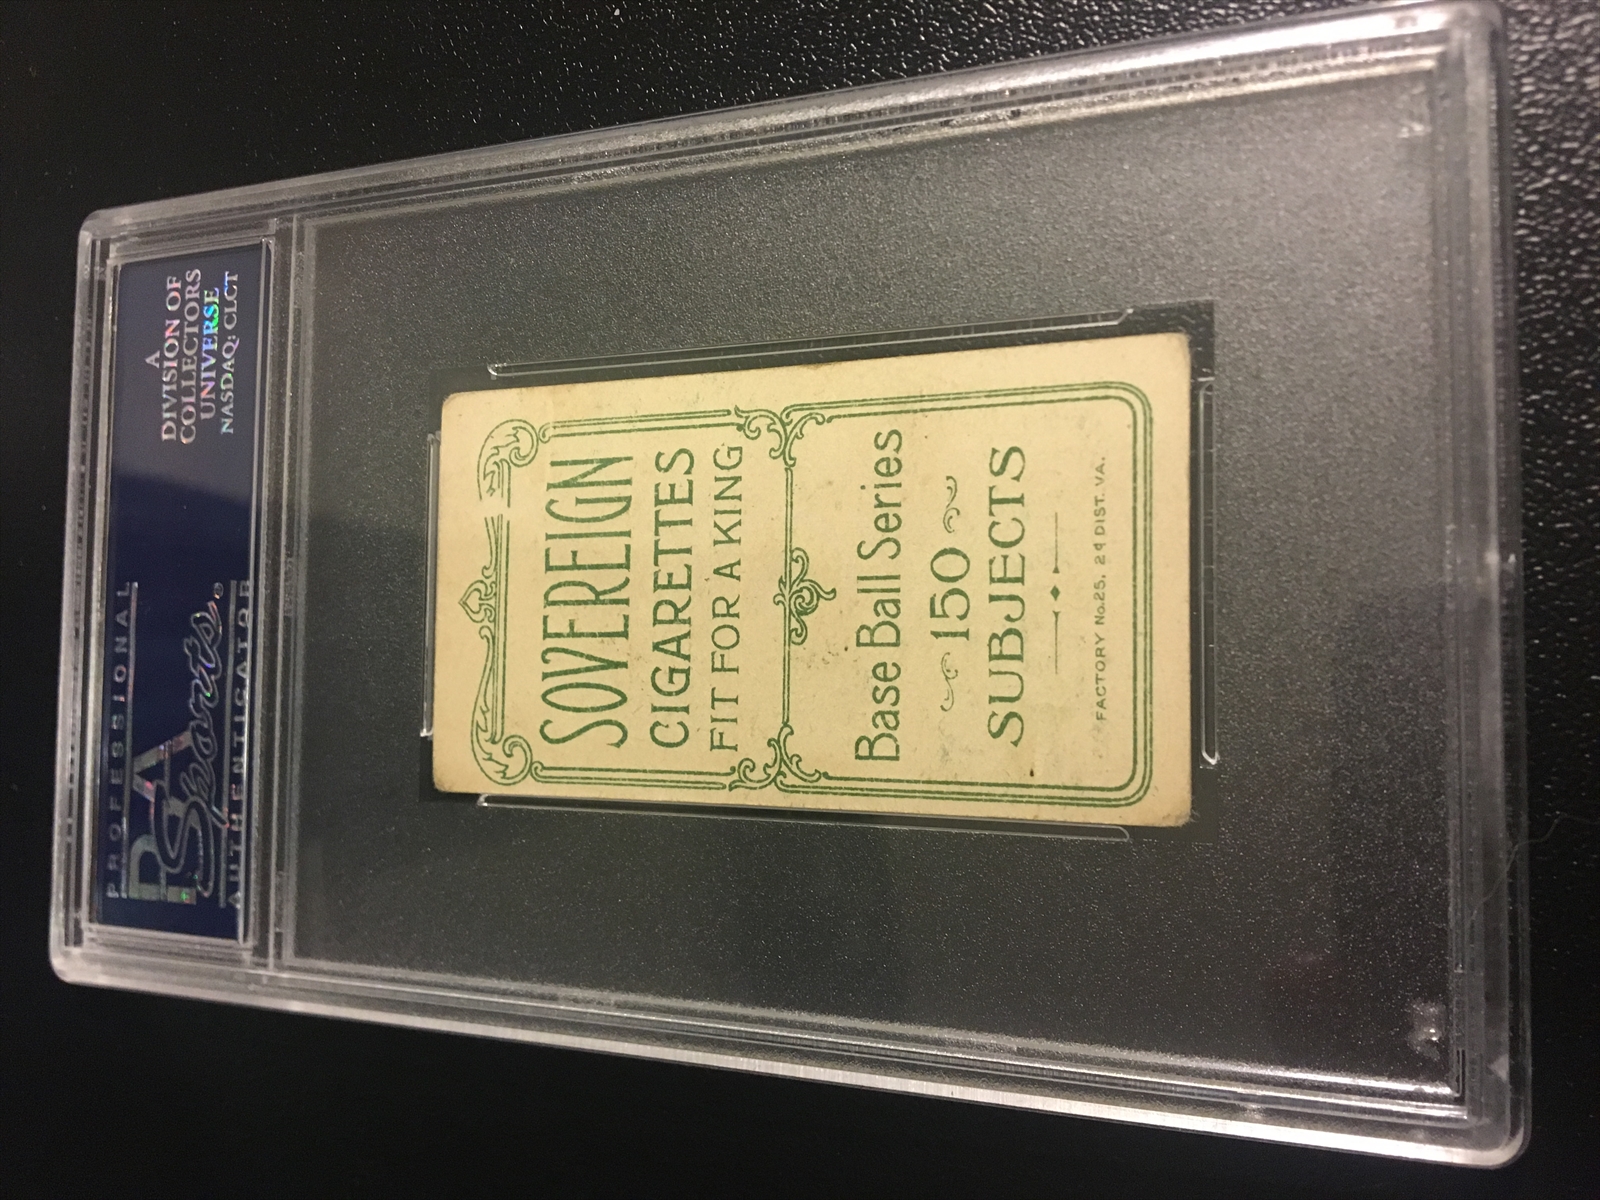 A
DIVISION OF
COLLECTORS
UNIVERSE
NASDAQ: CLCT
PROFESSIONAL
PSA
Sports
AUTHENTICATOR
SOVEREIGN
CIGARETTES
FIT FOR A KING
Base Ball Series
150
SUBJECTS
FACTORY No.25, 2d DIST. VA.